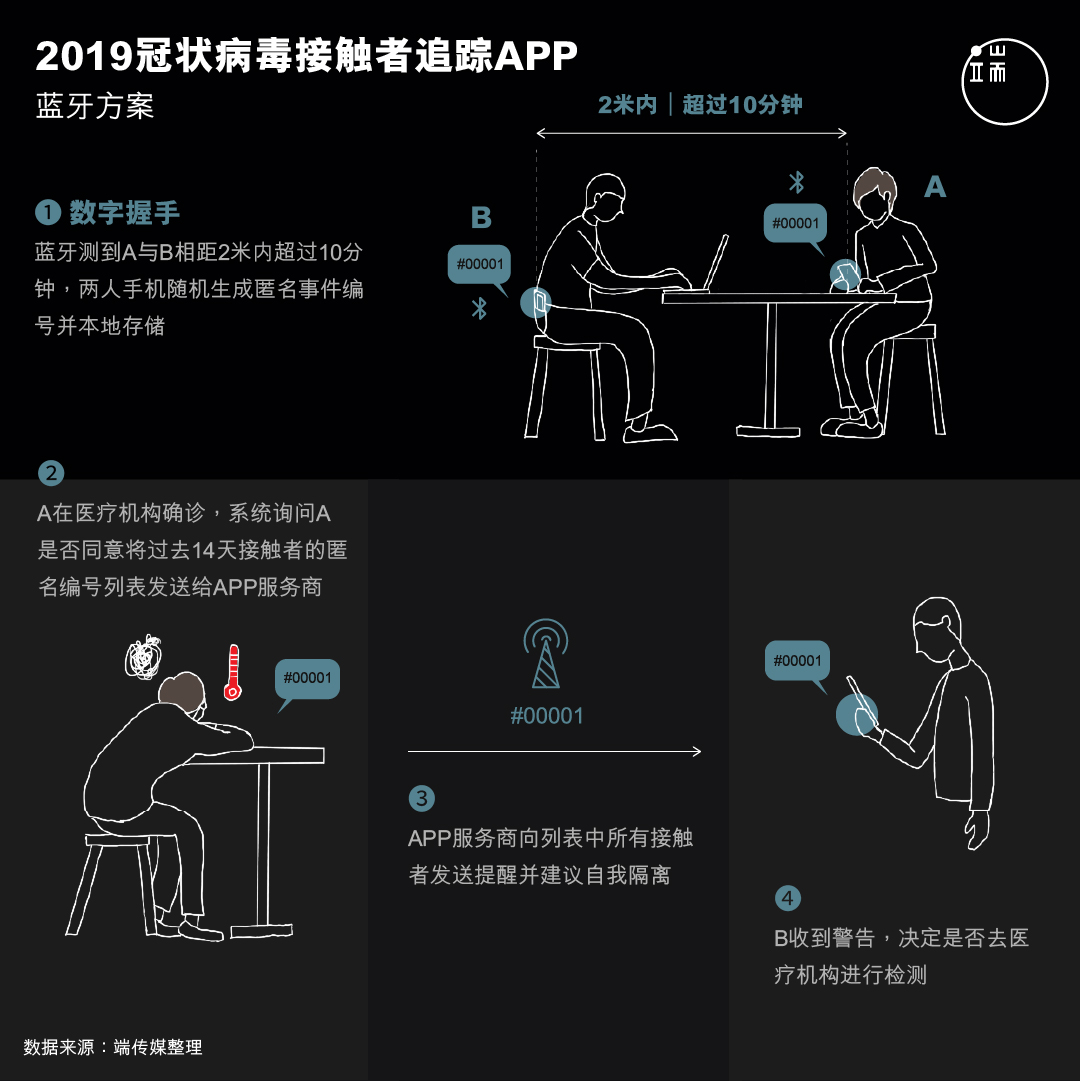 2019冠状病毒接触者追踪APP
蓝牙方案
端
2米内｜超过10分钟
A
B
#00001
#00001
1 数字握手
蓝牙测到A与B相距2米内超过10分
钟，两人手机随机生成匿名事件编
号并本地存储
2
A在医疗机构确诊，系统询问A
是否同意将过去14天接触者的匿
名编号列表发送给APP服务商
#00001
#00001
3
APP服务商向列表中所有接触
者发送提醒并建议自我隔离
#00001
4
B收到警告，决定是否去医
疗机构进行检测
数据来源：端传媒整理